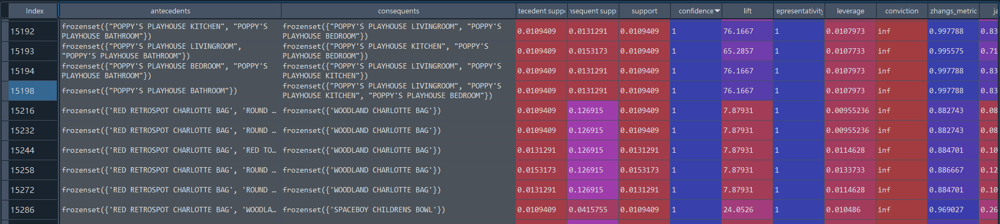 Index antecedents consequents tecedent supp nsequent supp support confidence lift representativity leverage conviction zhangs_metric ja
15192 frozenset({"POPPY'S PLAYHOUSE KITCHEN", "POPPY'S PLAYHOUSE BATHROOM"}) frozenset({"POPPY'S PLAYHOUSE LIVINGROOM", "POPPY'S PLAYHOUSE BEDROOM"}) 0.0109409 0.0131291 0.0109409 1 76.1667 1 0.0107973 inf 0.997788 0.83
15193 frozenset({"POPPY'S PLAYHOUSE LIVINGROOM", "POPPY'S PLAYHOUSE BATHROOM"}) frozenset({"POPPY'S PLAYHOUSE KITCHEN", "POPPY'S PLAYHOUSE BEDROOM"}) 0.0109409 0.0153173 0.0109409 1 65.2857 1 0.0107733 inf 0.995575 0.71
15194 frozenset({"POPPY'S PLAYHOUSE BEDROOM", "POPPY'S PLAYHOUSE BATHROOM"}) frozenset({"POPPY'S PLAYHOUSE LIVINGROOM", "POPPY'S PLAYHOUSE KITCHEN"}) 0.0109409 0.0131291 0.0109409 1 76.1667 1 0.0107973 inf 0.997788 0.83
15198 frozenset({"POPPY'S PLAYHOUSE BATHROOM"}) frozenset({"POPPY'S PLAYHOUSE LIVINGROOM", "POPPY'S PLAYHOUSE KITCHEN", "POPPY'S PLAYHOUSE BEDROOM"}) 0.0109409 0.0131291 0.0109409 1 76.1667 1 0.0107973 inf 0.997788 0.83
15216 frozenset({'RED RETROSPOT CHARLOTTE BAG', 'ROUND … frozenset({'WOODLAND CHARLOTTE BAG'}) 0.0109409 0.126915 0.0109409 1 7.87931 1 0.00955236 inf 0.882743 0.08
15232 frozenset({'RED RETROSPOT CHARLOTTE BAG', 'ROUND … frozenset({'WOODLAND CHARLOTTE BAG'}) 0.0109409 0.126915 0.0109409 1 7.87931 1 0.00955236 inf 0.882743 0.08
15244 frozenset({'RED RETROSPOT CHARLOTTE BAG', 'RED TO… frozenset({'WOODLAND CHARLOTTE BAG'}) 0.0131291 0.126915 0.0131291 1 7.87931 1 0.0114628 inf 0.884701 0.10
15258 frozenset({'RED RETROSPOT CHARLOTTE BAG', 'ROUND … frozenset({'WOODLAND CHARLOTTE BAG'}) 0.0153173 0.126915 0.0153173 1 7.87931 1 0.0133733 inf 0.886667 0.12
15272 frozenset({'RED RETROSPOT CHARLOTTE BAG', 'ROUND … frozenset({'WOODLAND CHARLOTTE BAG'}) 0.0131291 0.126915 0.0131291 1 7.87931 1 0.0114628 inf 0.884701 0.10
15286 frozenset({'RED RETROSPOT CHARLOTTE BAG', 'WOODLA… frozenset({'SPACEBOY CHILDRENS BOWL'}) 0.0109409 0.0415755 0.0109409 1 24.0526 1 0.010486 inf 0.969027 0.26